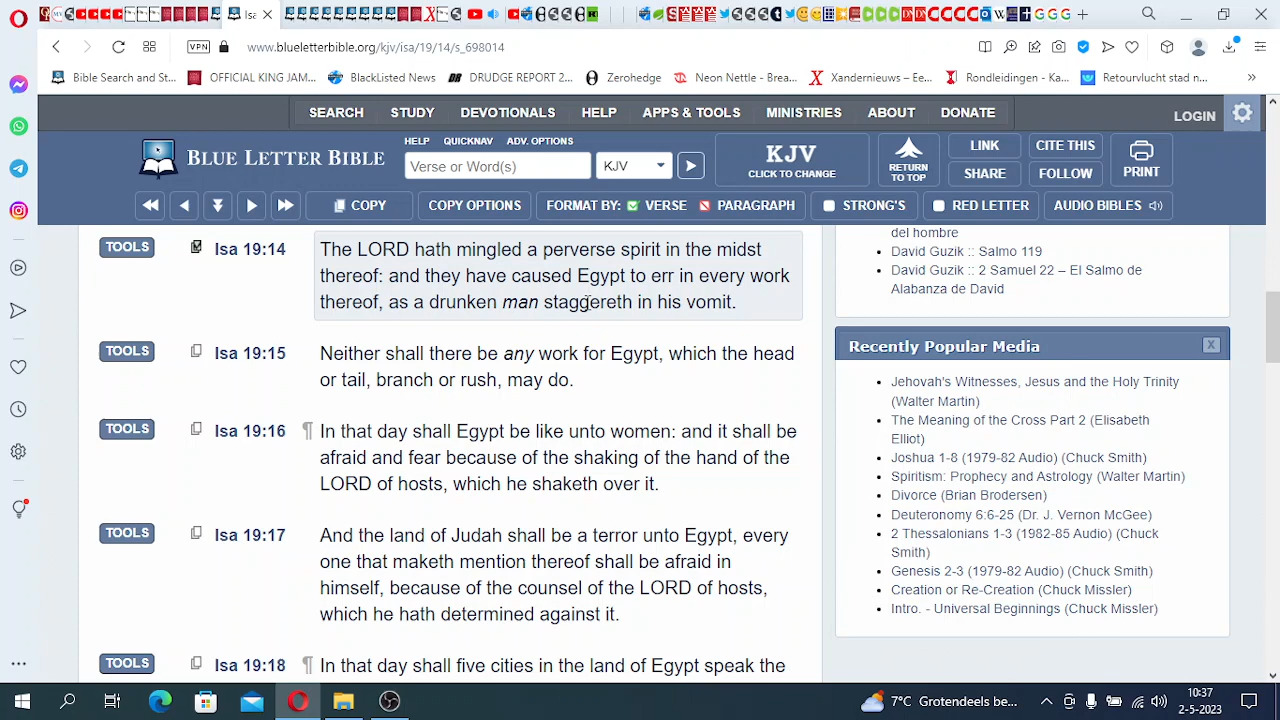 Isa
www.blueletterbible.org/kjv/isa/19/14/s_698014
VPN
Bible Search and St...
OFFICIAL KING JAM...
BlackListed News
DRUDGE REPORT 2...
Zerohedge
Neon Nettle - Brea...
Xandernieuws – Ee...
Rondleidingen - Ka...
Retourvlucht stad n...
SEARCH STUDY DEVOTIONALS HELP APPS & TOOLS MINISTRIES ABOUT DONATE
LOGIN
BLUE LETTER BIBLE
HELP QUICKNAV ADV. OPTIONS
Verse or Word(s)
KJV
KJV
CLICK TO CHANGE
RETURN
TO TOP
LINK
CITE THIS
SHARE
FOLLOW
PRINT
COPY
COPY OPTIONS
FORMAT BY: VERSE PARAGRAPH
STRONG'S
RED LETTER
AUDIO BIBLES
TOOLS Isa 19:14 The LORD hath mingled a perverse spirit in the midst
thereof: and they have caused Egypt to err in every work
thereof, as a drunken man staggereth in his vomit.
TOOLS Isa 19:15 Neither shall there be any work for Egypt, which the head
or tail, branch or rush, may do.
TOOLS Isa 19:16 ¶ In that day shall Egypt be like unto women: and it shall be
afraid and fear because of the shaking of the hand of the
LORD of hosts, which he shaketh over it.
TOOLS Isa 19:17 And the land of Judah shall be a terror unto Egypt, every
one that maketh mention thereof shall be afraid in
himself, because of the counsel of the LORD of hosts,
which he hath determined against it.
TOOLS Isa 19:18 ¶ In that day shall five cities in the land of Egypt speak the
del hombre
David Guzik :: Salmo 119
David Guzik :: 2 Samuel 22 – El Salmo de
Alabanza de David
Recently Popular Media
X
Jehovah's Witnesses, Jesus and the Holy Trinity
(Walter Martin)
The Meaning of the Cross Part 2 (Elisabeth
Elliot)
Joshua 1-8 (1979-82 Audio) (Chuck Smith)
Spiritism: Prophecy and Astrology (Walter Martin)
Divorce (Brian Brodersen)
Deuteronomy 6:6-25 (Dr. J. Vernon McGee)
2 Thessalonians 1-3 (1982-85 Audio) (Chuck
Smith)
Genesis 2-3 (1979-82 Audio) (Chuck Smith)
Creation or Re-Creation (Chuck Missler)
Intro. - Universal Beginnings (Chuck Missler)
7°C Grotendeels be...
10:37
2-5-2023